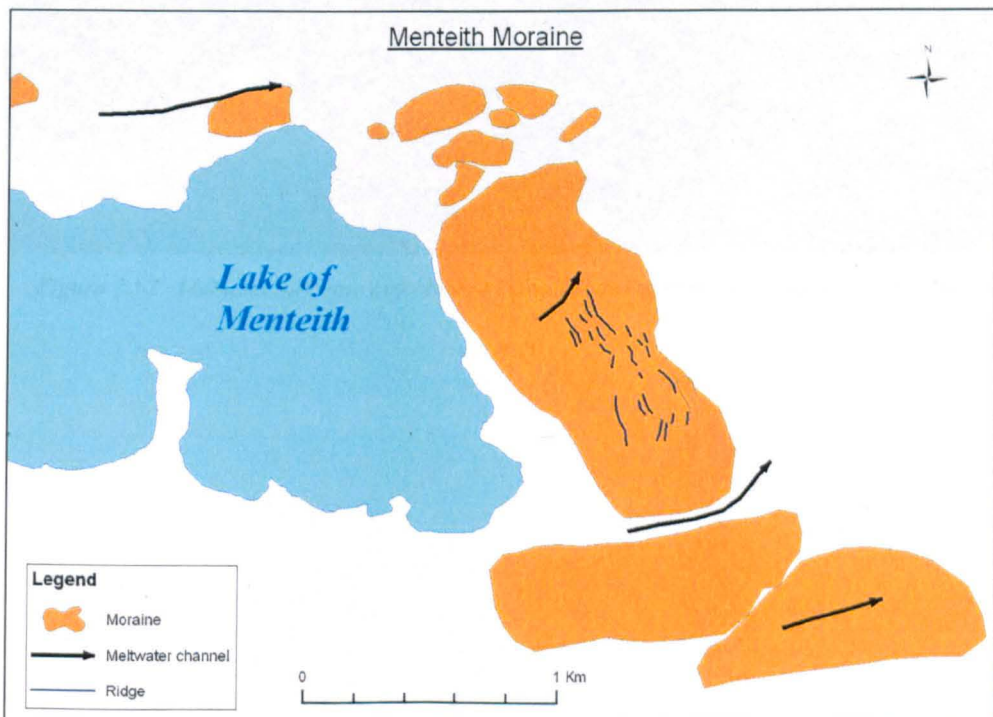 Menteith Moraine
N
Lake of
Menteith
Legend
Moraine
Meltwater channel
Ridge
0
1 Km